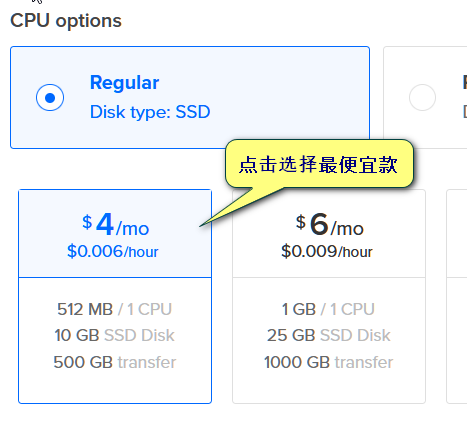 CPU options
Regular
Disk type: SSD
点击选择最便宜款
$4/mo
$0.006/hour
512 MB / 1 CPU
10 GB SSD Disk
500 GB transfer
$6/mo
$0.009/hour
1 GB / 1 CPU
25 GB SSD Disk
1000 GB transfer